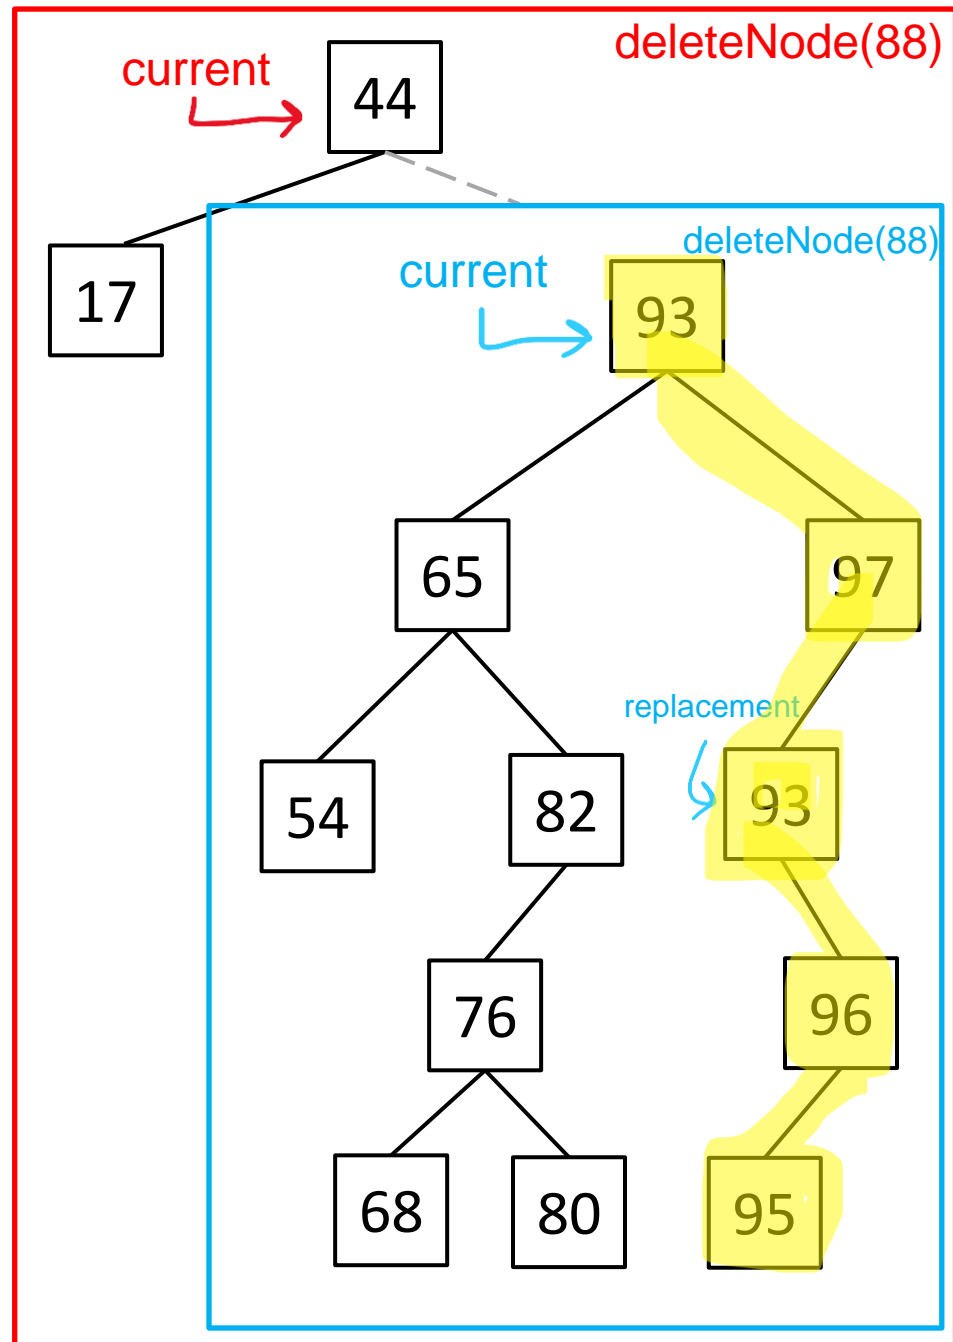 deleteNode(88)
current
44
deleteNode(88)
current
17
93
65
97
replacement
54
82
93
76
96
68
80
95